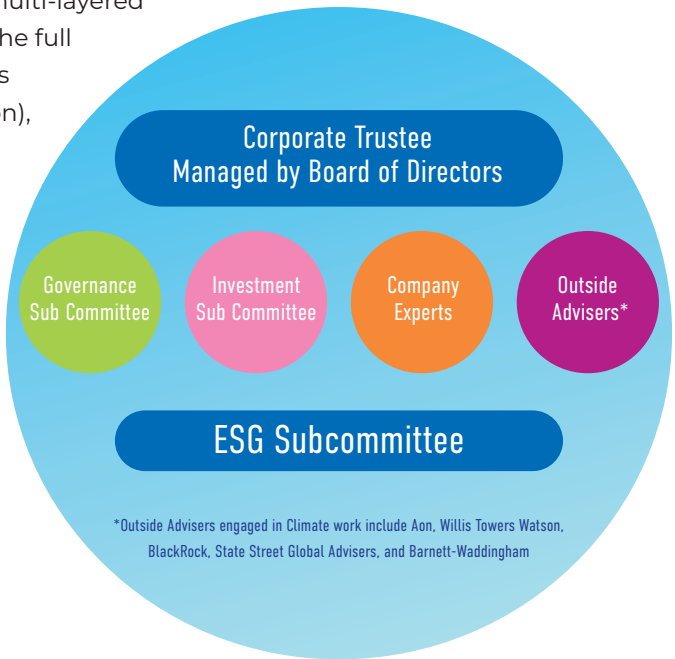 multi-layered
he full
s
on),
Corporate Trustee
Managed by Board of Directors
Governance
Sub Committee
Investment
Sub Committee
Company
Experts
Outside
Advisers*
ESG Subcommittee
*Outside Advisers engaged in Climate work include Aon, Willis Towers Watson,
BlackRock, State Street Global Advisers, and Barnett-Waddingham